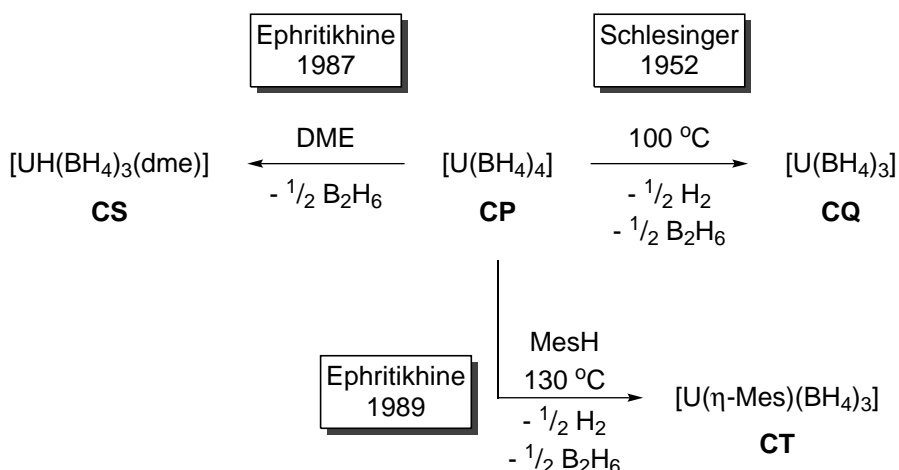 Ephritikhine
1987
Schlesinger
1952
[UH(BH₄)₃(dme)]
CS
DME
- ¹/₂ B₂H₆
[U(BH₄)₄]
CP
100 ºC
- ¹/₂ H₂
- ¹/₂ B₂H₆
[U(BH₄)₃]
CQ
Ephritikhine
1989
MesH
130 ºC
- ¹/₂ H₂
- ¹/₂ B₂H₆
[U(η-Mes)(BH₄)₃]
CT